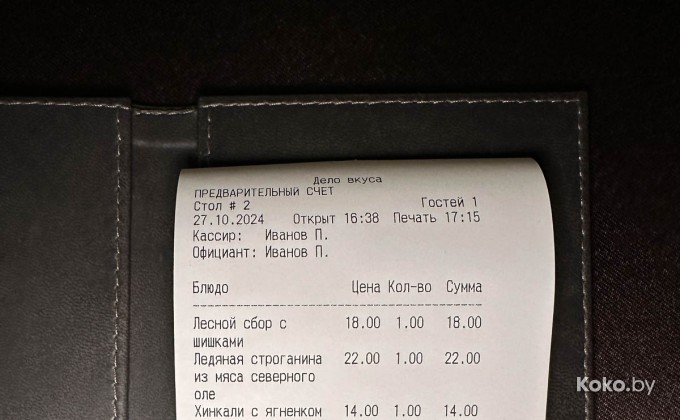 Дело вкуса
ПРЕДВАРИТЕЛЬНЫЙ СЧЕТ
Стол # 2 Гостей 1
27.10.2024 Открыт 16:38 Печать 17:15
Кассир: Иванов П.
Официант: Иванов П.
Блюдо Цена Кол-во Сумма
Лесной сбор с 18.00 1.00 18.00
шишками
Ледяная строганина 22.00 1.00 22.00
из мяса северного
оле
Хинкали с ягненком 14.00 1.00 14.00
Koko.by